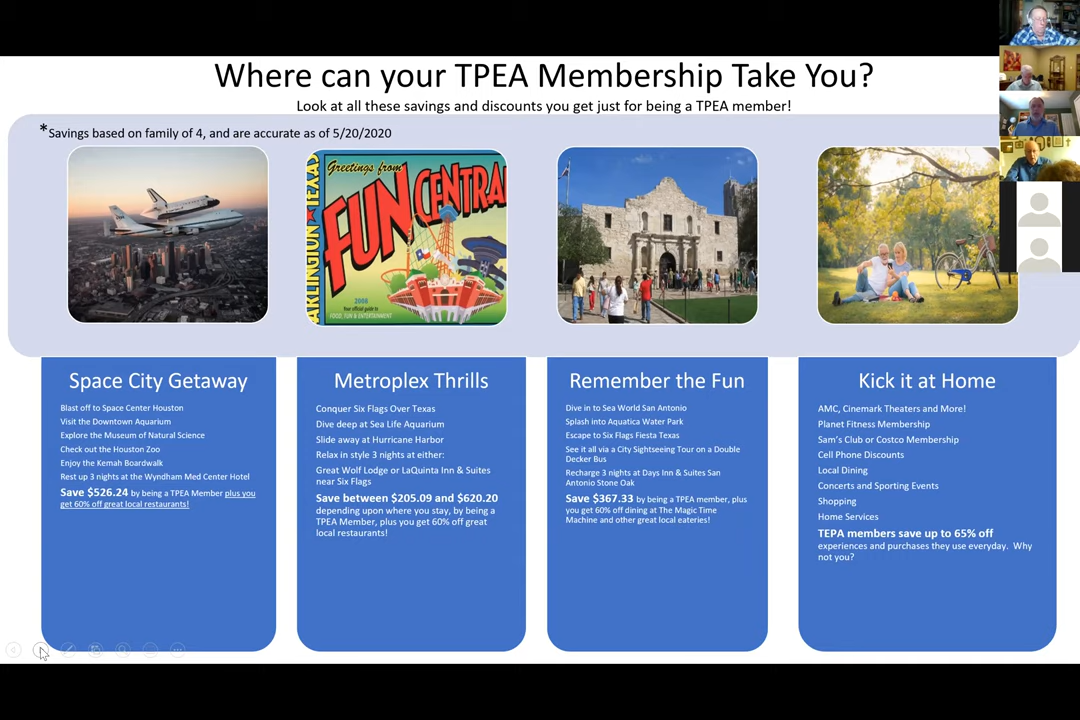 Where can your TPEA Membership Take You?
Look at all these savings and discounts you get just for being a TPEA member!
*Savings based on family of 4, and are accurate as of 5/20/2020
ARLINGTON TEXAS
Greetings from
FUN CENTRAL
2008
Your official guide to
FOOD, FUN & ENTERTAINMENT
Space City Getaway
Blast off to Space Center Houston
Visit the Downtown Aquarium
Explore the Museum of Natural Science
Check out the Houston Zoo
Enjoy the Kemah Boardwalk
Rest up 3 nights at the Wyndham Med Center Hotel
Save $526.24 by being a TPEA Member plus you
get 60% off great local restaurants!
Metroplex Thrills
Conquer Six Flags Over Texas
Dive deep at Sea Life Aquarium
Slide away at Hurricane Harbor
Relax in style 3 nights at either:
Great Wolf Lodge or LaQuinta Inn & Suites
near Six Flags
Save between $205.09 and $620.20
depending upon where you stay, by being a
TPEA Member, plus you get 60% off great
local restaurants!
Remember the Fun
Dive in to Sea World San Antonio
Splash into Aquatica Water Park
Escape to Six Flags Fiesta Texas
See it all via a City Sightseeing Tour on a Double
Decker Bus
Recharge 3 nights at Days Inn & Suites San
Antonio Stone Oak
Save $367.33 by being a TPEA member, plus
you get 60% off dining at The Magic Time
Machine and other great local eateries!
Kick it at Home
AMC, Cinemark Theaters and More!
Planet Fitness Membership
Sam's Club or Costco Membership
Cell Phone Discounts
Local Dining
Concerts and Sporting Events
Shopping
Home Services
TEPA members save up to 65% off
experiences and purchases they use everyday. Why
not you?